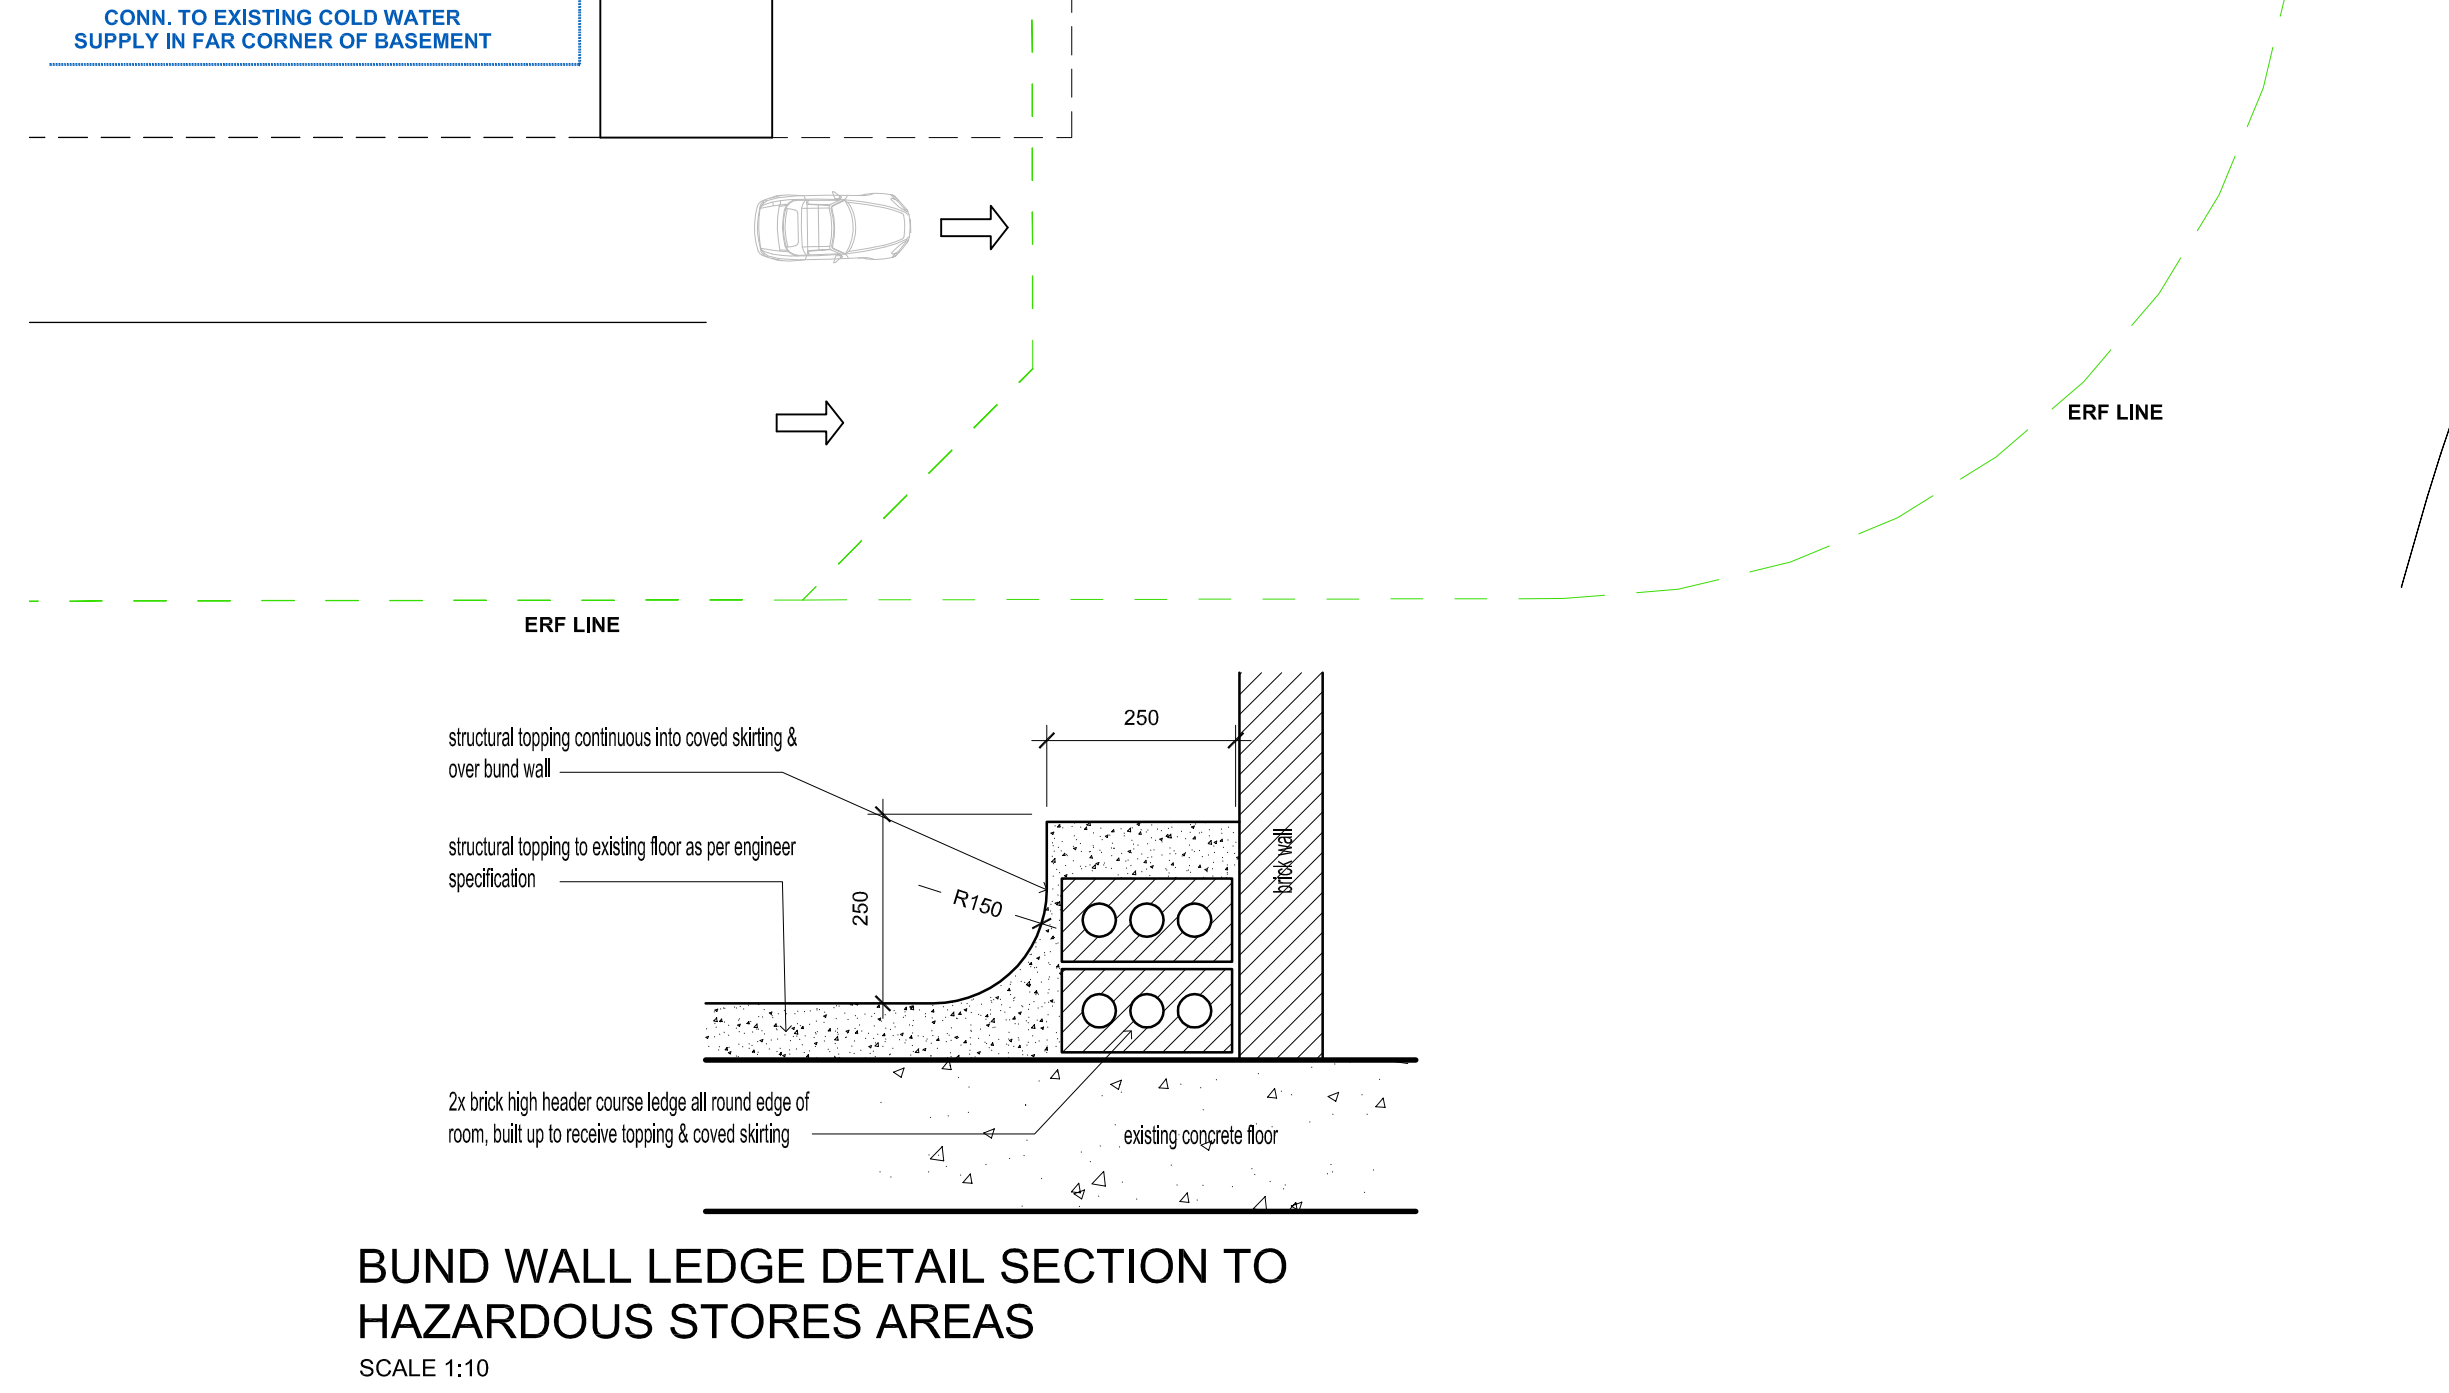 CONN. TO EXISTING COLD WATER
SUPPLY IN FAR CORNER OF BASEMENT
ERF LINE
ERF LINE
250
structural topping continuous into coved skirting &
over bund wall
structural topping to existing floor as per engineer
specification
250
R150
brick wall
2x brick high header course ledge all round edge of
room, built up to receive topping & coved skirting
existing concrete floor
BUND WALL LEDGE DETAIL SECTION TO
HAZARDOUS STORES AREAS
SCALE 1:10